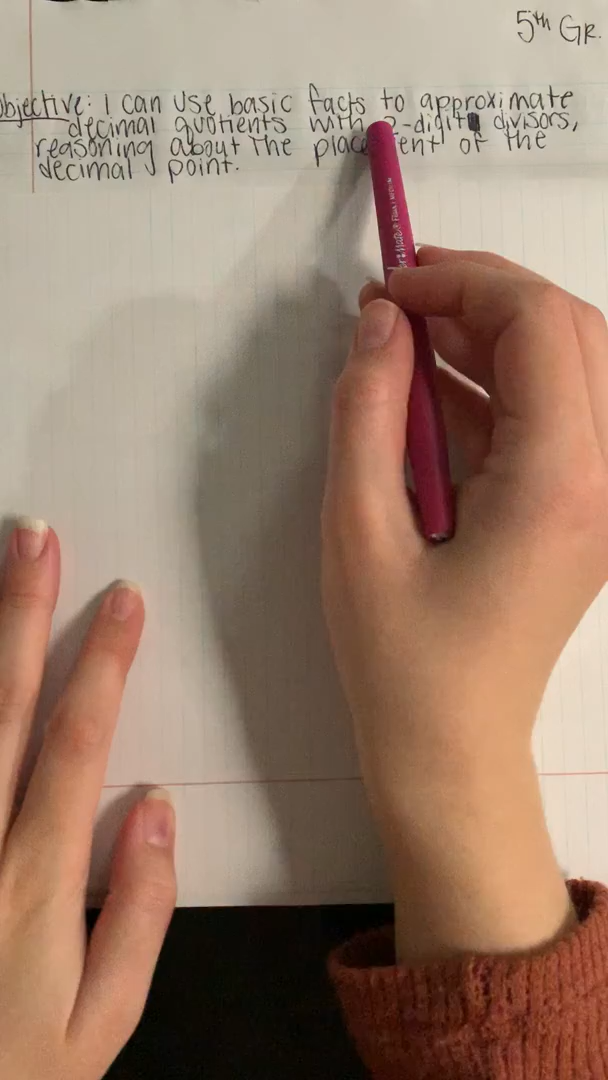 5th Gr.
Objective: I can use basic facts to approximate
decimal quotients with 2-digit divisors,
reasoning about the placement of the
decimal point.